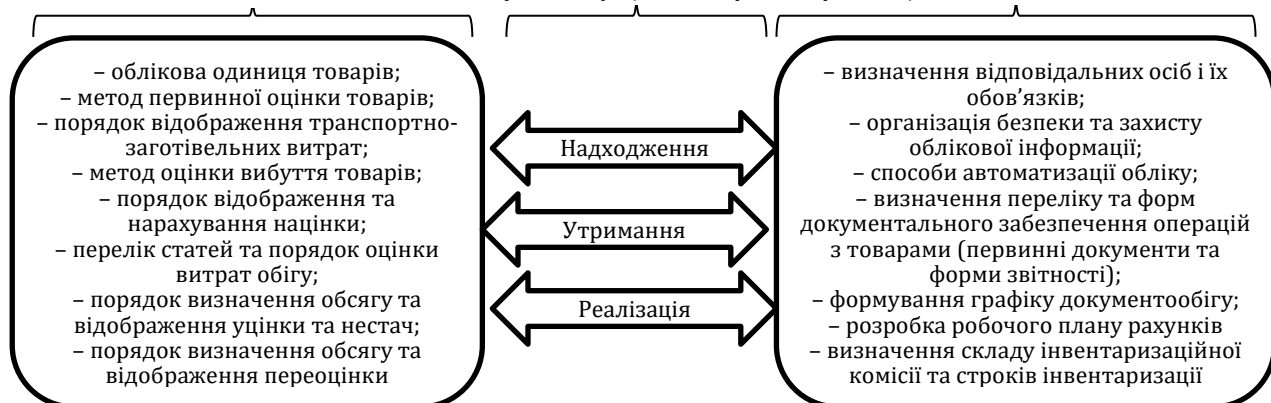 – облікова одиниця товарів;
– метод первинної оцінки товарів;
– порядок відображення транспортно-
заготівельних витрат;
– метод оцінки вибуття товарів;
– порядок відображення та
нарахування націнки;
– перелік статей та порядок оцінки
витрат обігу;
– порядок визначення обсягу та
відображення уцінки та нестач;
– порядок визначення обсягу та
відображення переоцінки
Надходження
Утримання
Реалізація
– визначення відповідальних осіб і їх
обов’язків;
– організація безпеки та захисту
облікової інформації;
– способи автоматизації обліку;
– визначення переліку та форм
документального забезпечення операцій
з товарами (первинні документи та
форми звітності);
– формування графіку документообігу;
– розробка робочого плану рахунків
– визначення складу інвентаризаційної
комісії та строків інвентаризації